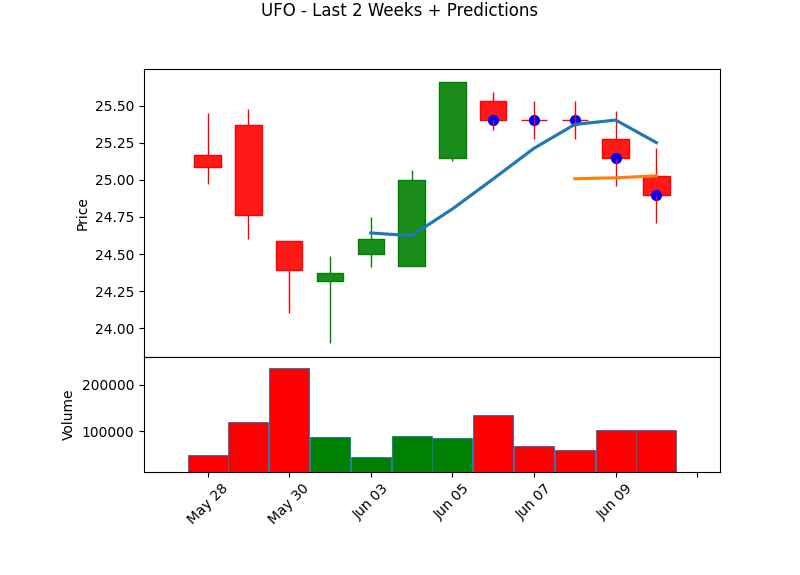 UFO - Last 2 Weeks + Predictions
25.50
25.25
25.00
24.75
24.50
24.25
24.00
Price
200000
100000
Volume
May 28
May 30
Jun 03
Jun 05
Jun 07
Jun 09